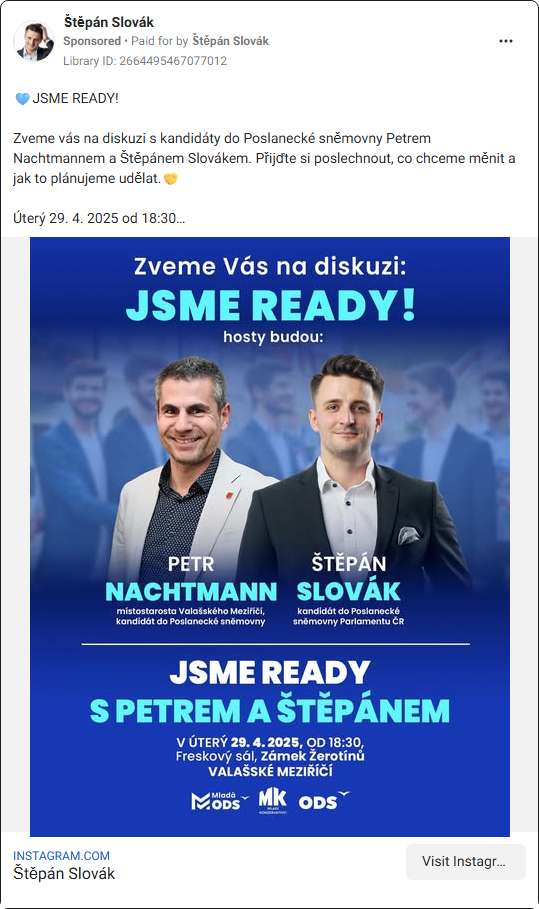 Štěpán Slovák
Sponsored • Paid for by Štěpán Slovák
Library ID: 2664495467077012
🩵 JSME READY!
Zveme vás na diskuzi s kandidáty do Poslanecké sněmovny Petrem
Nachtmannem a Štěpánem Slovákem. Přijďte si poslechnout, co chceme měnit a
jak to plánujeme udělat.🤝
Úterý 29. 4. 2025 od 18:30...
Zveme Vás na diskuzi:
JSME READY!
hosty budou:
PETR
NACHTMANN
místostarosta Valašského Meziříčí,
kandidát do Poslanecké sněmovny
ŠTĚPÁN
SLOVÁK
kandidát do Poslanecké
sněmovny Parlamentu ČR
JSME READY
S PETREM A ŠTĚPÁNEM
V ÚTERÝ 29. 4. 2025, OD 18:30,
Freskový sál, Zámek Žerotínů
VALAŠSKÉ MEZIŘÍČÍ
Mladá
ODS
MK
MLADÍ
KONZERVATIVCI
ODS
INSTAGRAM.COM
Štěpán Slovák
Visit Instagr...